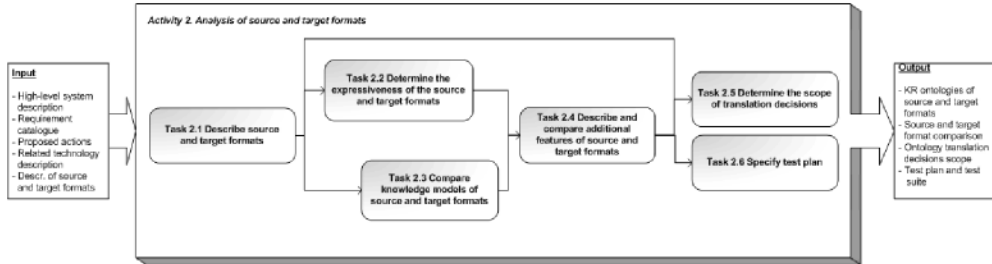 Activity 2. Analysis of source and target formats
Input
- High-level system
description
- Requirement
catalogue
- Proposed actions
- Related technology
description
- Descr. of source
and target formats
Task 2.1 Describe source
and target formats
Task 2.2 Determine the
expressiveness of the source
and target formats
Task 2.3 Compare
knowledge models of
source and target formats
Task 2.4 Describe and
compare additional
features of source and
target formats
Task 2.5 Determine the scope
of translation decisions
Task 2.6 Specify test plan
Output
- KR ontologies of
source and target
formats
- Source and target
format comparison
- Ontology translation
decisions scope
- Test plan and test
suite